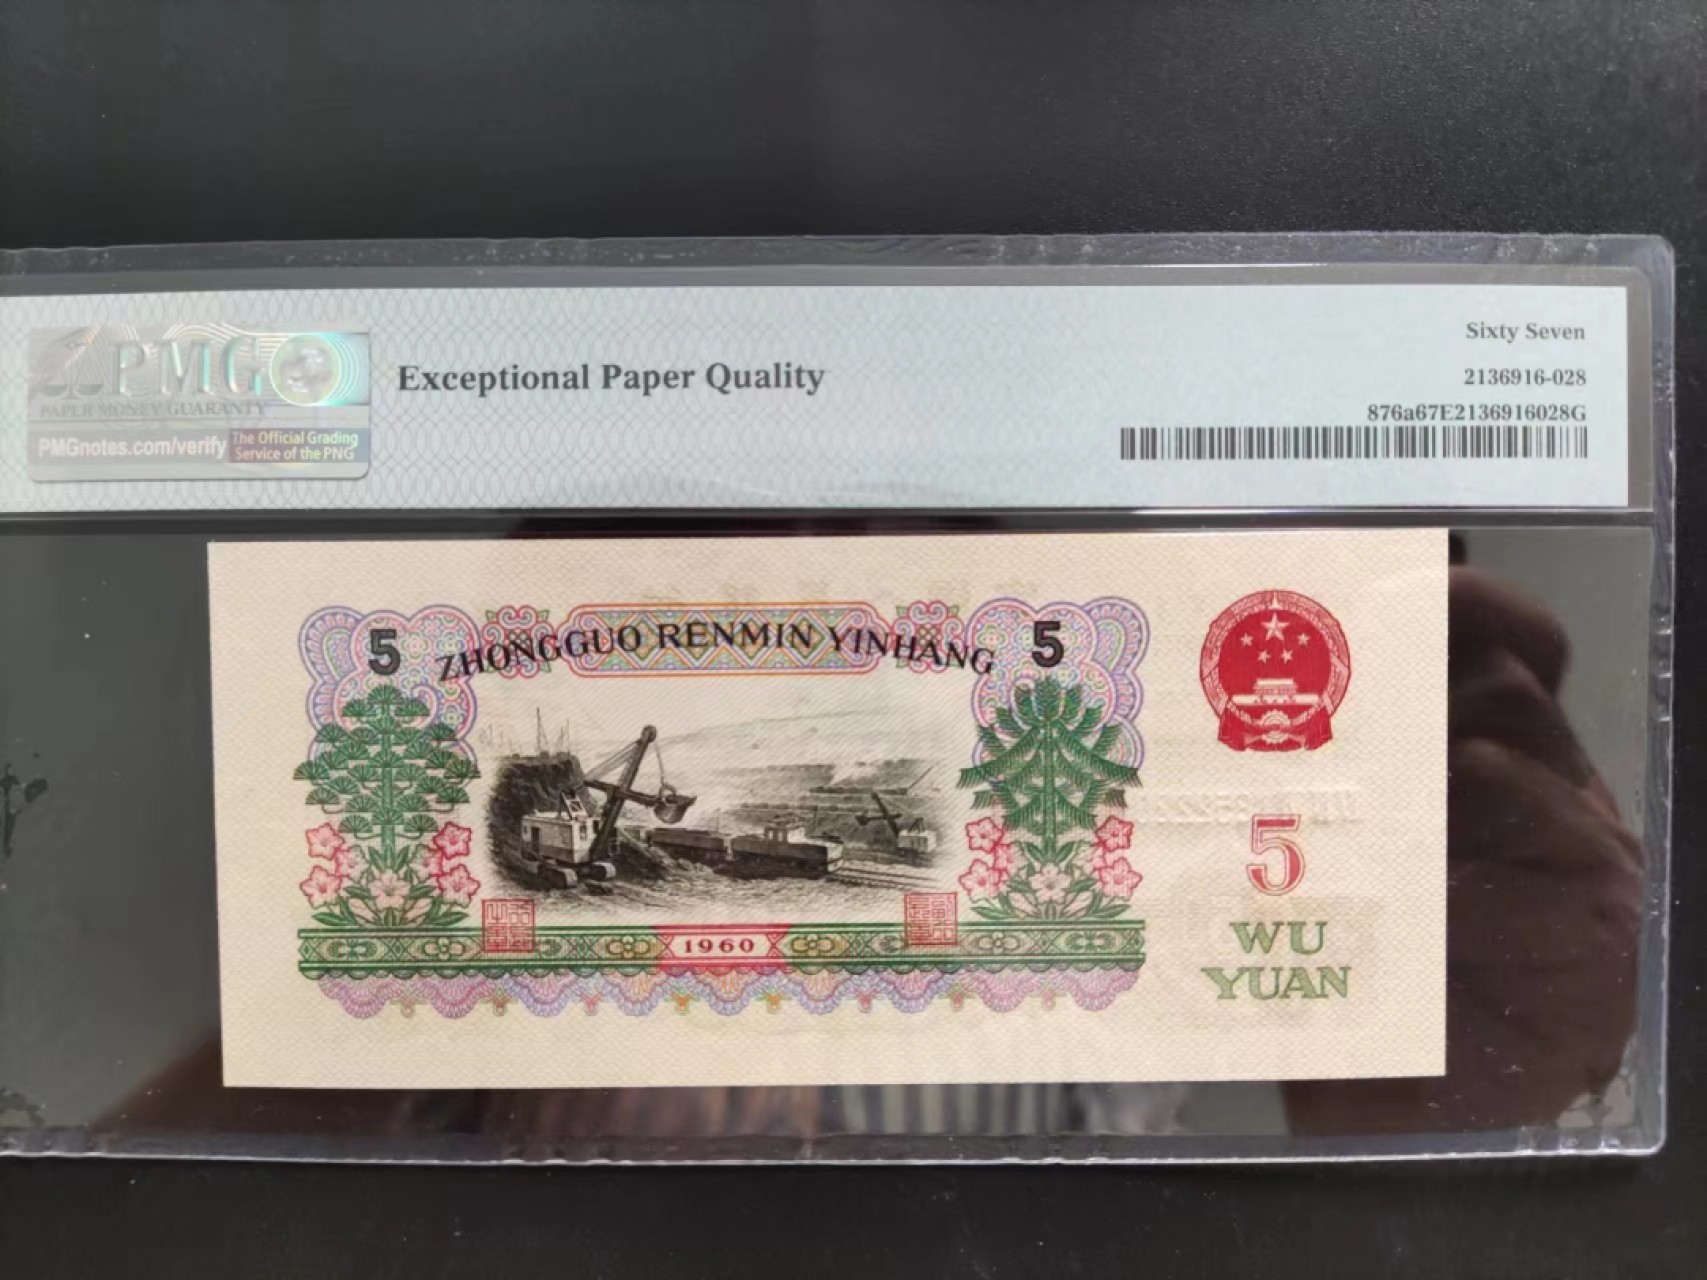 PMG
PAPER MONEY GUARANTY
PMGnotes.com/verify
The Official Grading
Service of the PNG
Exceptional Paper Quality
Sixty Seven
2136916-028
876a67E2136916028G
5
ZHONGGUO RENMIN YINHANG
5
5
WU
YUAN
1960